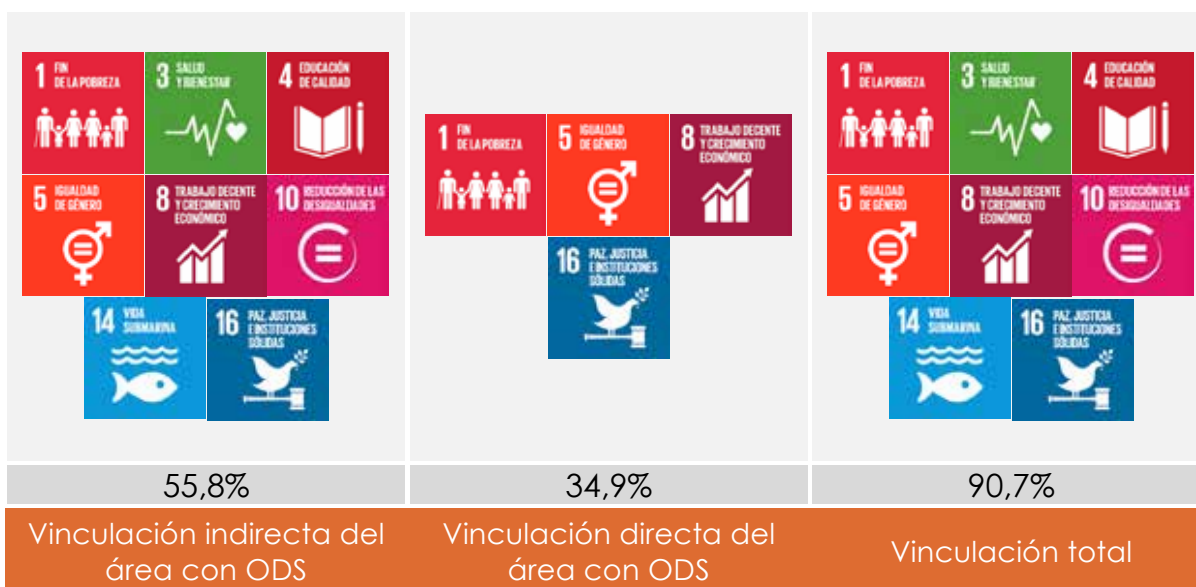 1 FIN
DE LA POBREZA
3 SALUD
Y BIENESTAR
4 EDUCACIÓN
DE CALIDAD
5 IGUALDAD
DE GÉNERO
8 TRABAJO DECENTE
Y CRECIMIENTO
ECONÓMICO
10 REDUCCIÓN DE LAS
DESIGUALDADES
14 VIDA
SUBMARINA
16 PAZ, JUSTICIA
E INSTITUCIONES
SÓLIDAS
1 FIN
DE LA POBREZA
5 IGUALDAD
DE GÉNERO
8 TRABAJO DECENTE
Y CRECIMIENTO
ECONÓMICO
16 PAZ, JUSTICIA
E INSTITUCIONES
SÓLIDAS
1 FIN
DE LA POBREZA
3 SALUD
Y BIENESTAR
4 EDUCACIÓN
DE CALIDAD
5 IGUALDAD
DE GÉNERO
8 TRABAJO DECENTE
Y CRECIMIENTO
ECONÓMICO
10 REDUCCIÓN DE LAS
DESIGUALDADES
14 VIDA
SUBMARINA
16 PAZ, JUSTICIA
E INSTITUCIONES
SÓLIDAS
55,8%
34,9%
90,7%
Vinculación indirecta del
área con ODS
Vinculación directa del
área con ODS
Vinculación total